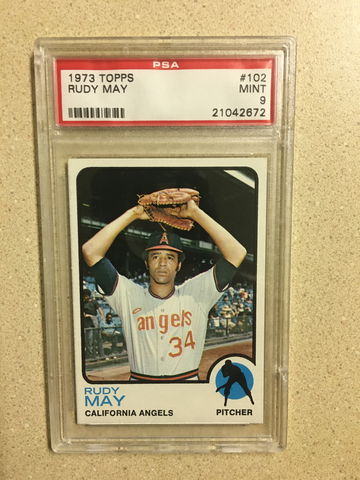 PSA
1973 TOPPS #102
RUDY MAY MINT
9
21042672
A
angels
34
RUDY
MAY
CALIFORNIA ANGELS PITCHER